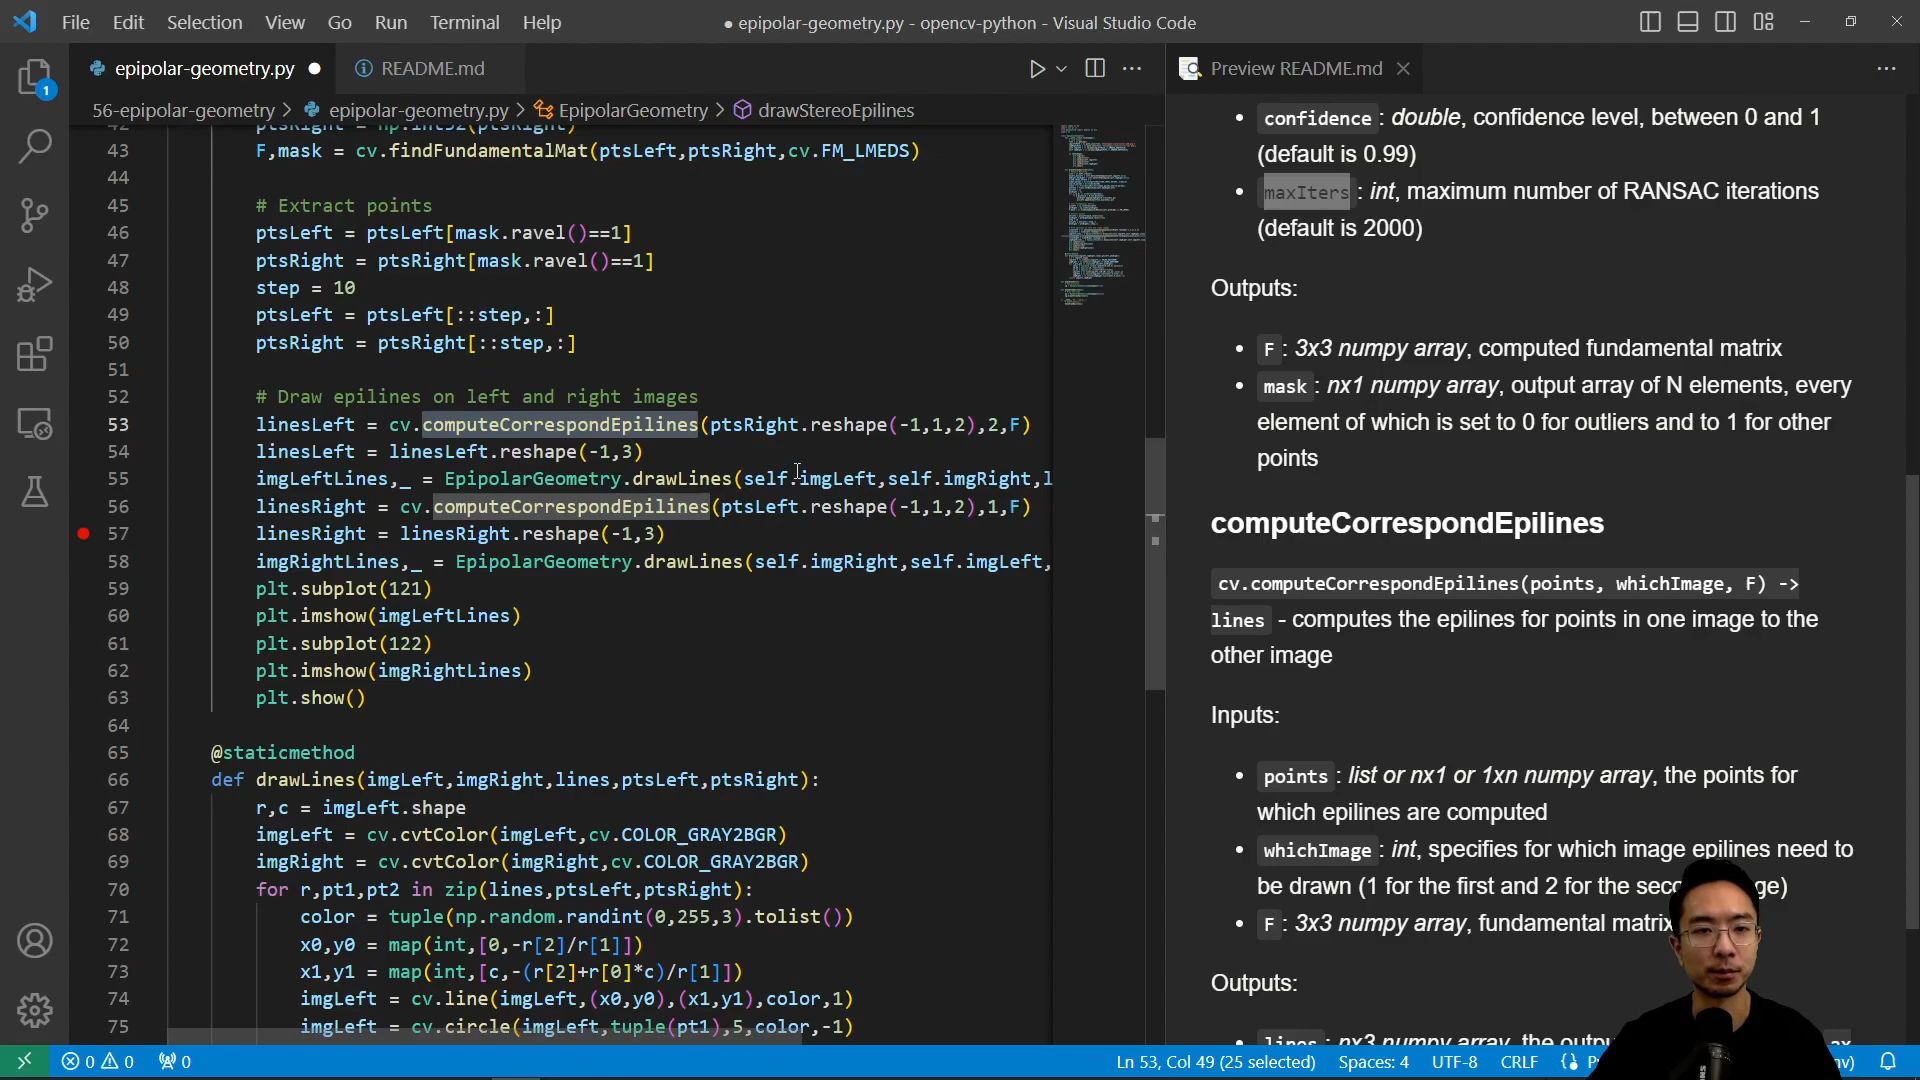 File Edit Selection View Go Run Terminal Help
● epipolar-geometry.py - opencv-python - Visual Studio Code
epipolar-geometry.py ●
README.md
Preview README.md
56-epipolar-geometry > epipolar-geometry.py > EpipolarGeometry > drawStereoEpilines
42 ptsRight = np.int32(ptsRight)
43 F,mask = cv.findFundamentalMat(ptsLeft,ptsRight,cv.FM_LMEDS)
44
45 # Extract points
46 ptsLeft = ptsLeft[mask.ravel()==1]
47 ptsRight = ptsRight[mask.ravel()==1]
48 step = 10
49 ptsLeft = ptsLeft[::step,:]
50 ptsRight = ptsRight[::step,:]
51
52 # Draw epilines on left and right images
53 linesLeft = cv.computeCorrespondEpilines(ptsRight.reshape(-1,1,2),2,F)
54 linesLeft = linesLeft.reshape(-1,3)
55 imgLeftLines,_ = EpipolarGeometry.drawLines(self.imgLeft,self.imgRight,l
56 linesRight = cv.computeCorrespondEpilines(ptsLeft.reshape(-1,1,2),1,F)
57 linesRight = linesRight.reshape(-1,3)
58 imgRightLines,_ = EpipolarGeometry.drawLines(self.imgRight,self.imgLeft,
59 plt.subplot(121)
60 plt.imshow(imgLeftLines)
61 plt.subplot(122)
62 plt.imshow(imgRightLines)
63 plt.show()
64
65 @staticmethod
66 def drawLines(imgLeft,imgRight,lines,ptsLeft,ptsRight):
67 r,c = imgLeft.shape
68 imgLeft = cv.cvtColor(imgLeft,cv.COLOR_GRAY2BGR)
69 imgRight = cv.cvtColor(imgRight,cv.COLOR_GRAY2BGR)
70 for r,pt1,pt2 in zip(lines,ptsLeft,ptsRight):
71 color = tuple(np.random.randint(0,255,3).tolist())
72 x0,y0 = map(int,[0,-r[2]/r[1]])
73 x1,y1 = map(int,[c,-(r[2]+r[0]*c)/r[1]])
74 imgLeft = cv.line(imgLeft,(x0,y0),(x1,y1),color,1)
75 imgLeft = cv.circle(imgLeft,tuple(pt1),5,color,-1)
• confidence : double, confidence level, between 0 and 1
(default is 0.99)
• maxIters : int, maximum number of RANSAC iterations
(default is 2000)
Outputs:
• F : 3x3 numpy array, computed fundamental matrix
• mask : nx1 numpy array, output array of N elements, every
element of which is set to 0 for outliers and to 1 for other
points
computeCorrespondEpilines
cv.computeCorrespondEpilines(points, whichImage, F) ->
lines - computes the epilines for points in one image to the
other image
Inputs:
• points : list or nx1 or 1xn numpy array, the points for
which epilines are computed
• whichImage : int, specifies for which image epilines need to
be drawn (1 for the first and 2 for the
• F : 3x3 numpy array, fundamental matrix
Outputs:
• lines : nx3 numpy array, the
1
0 0 0
Ln 53, Col 49 (25 selected) Spaces: 4 UTF-8 CRLF